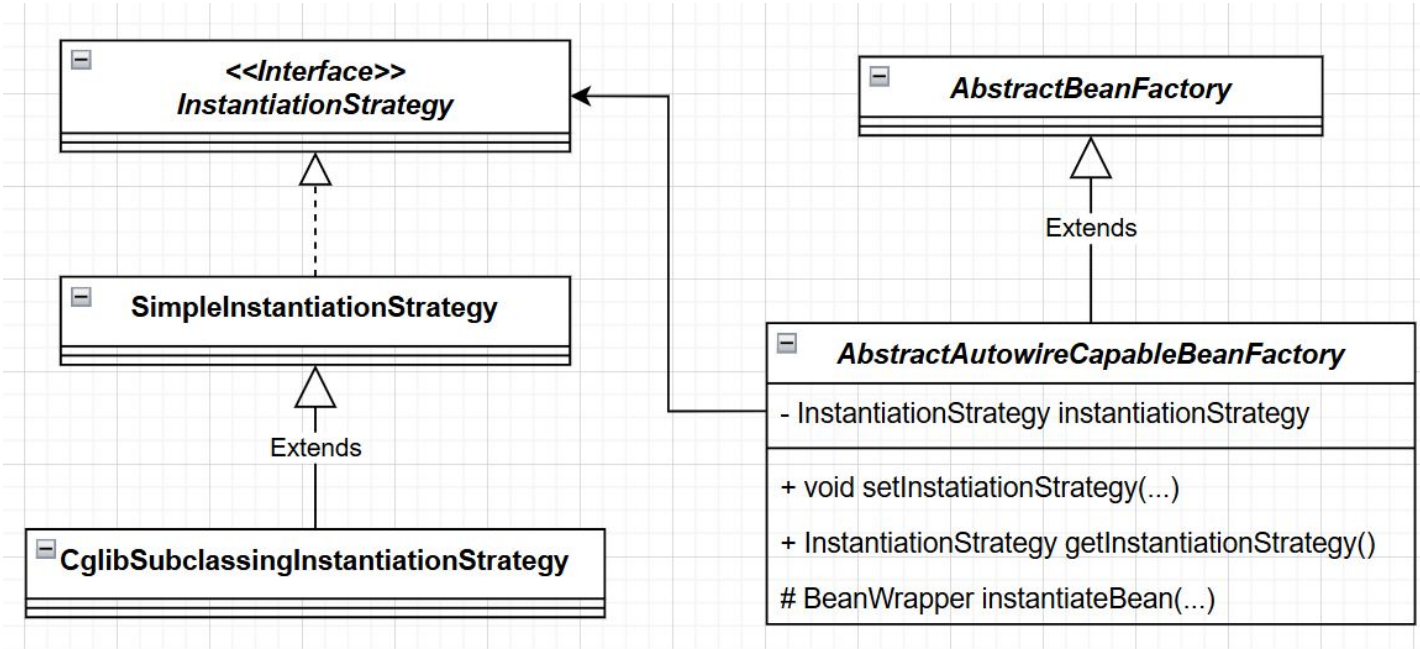 <<Interface>>
InstantiationStrategy
SimpleInstantiationStrategy
Extends
CglibSubclassingInstantiationStrategy
AbstractBeanFactory
Extends
AbstractAutowireCapableBeanFactory
- InstantiationStrategy instantiationStrategy
+ void setInstatiationStrategy(...)
+ InstantiationStrategy getInstantiationStrategy()
# BeanWrapper instantiateBean(...)